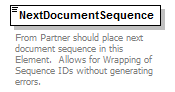 NextDocumentSequence
From Partner should place next
document sequence in this
Element.  Allows for Wrapping of
Sequence IDs without generating
errors.